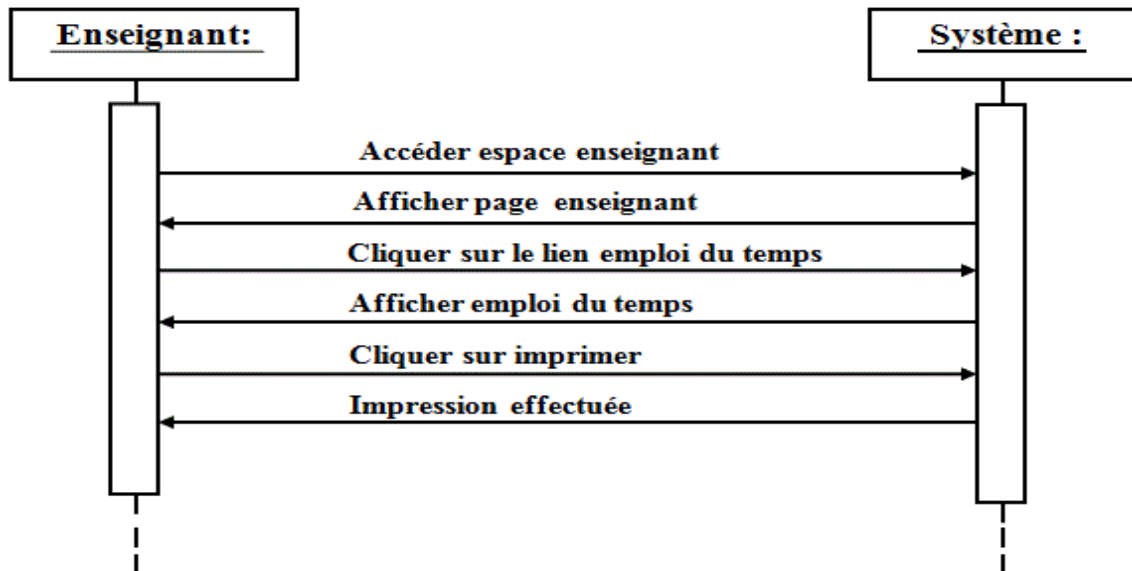 Enseignant:
Système :
Accéder espace enseignant
Afficher page enseignant
Cliquer sur le lien emploi du temps
Afficher emploi du temps
Cliquer sur imprimer
Impression effectuée